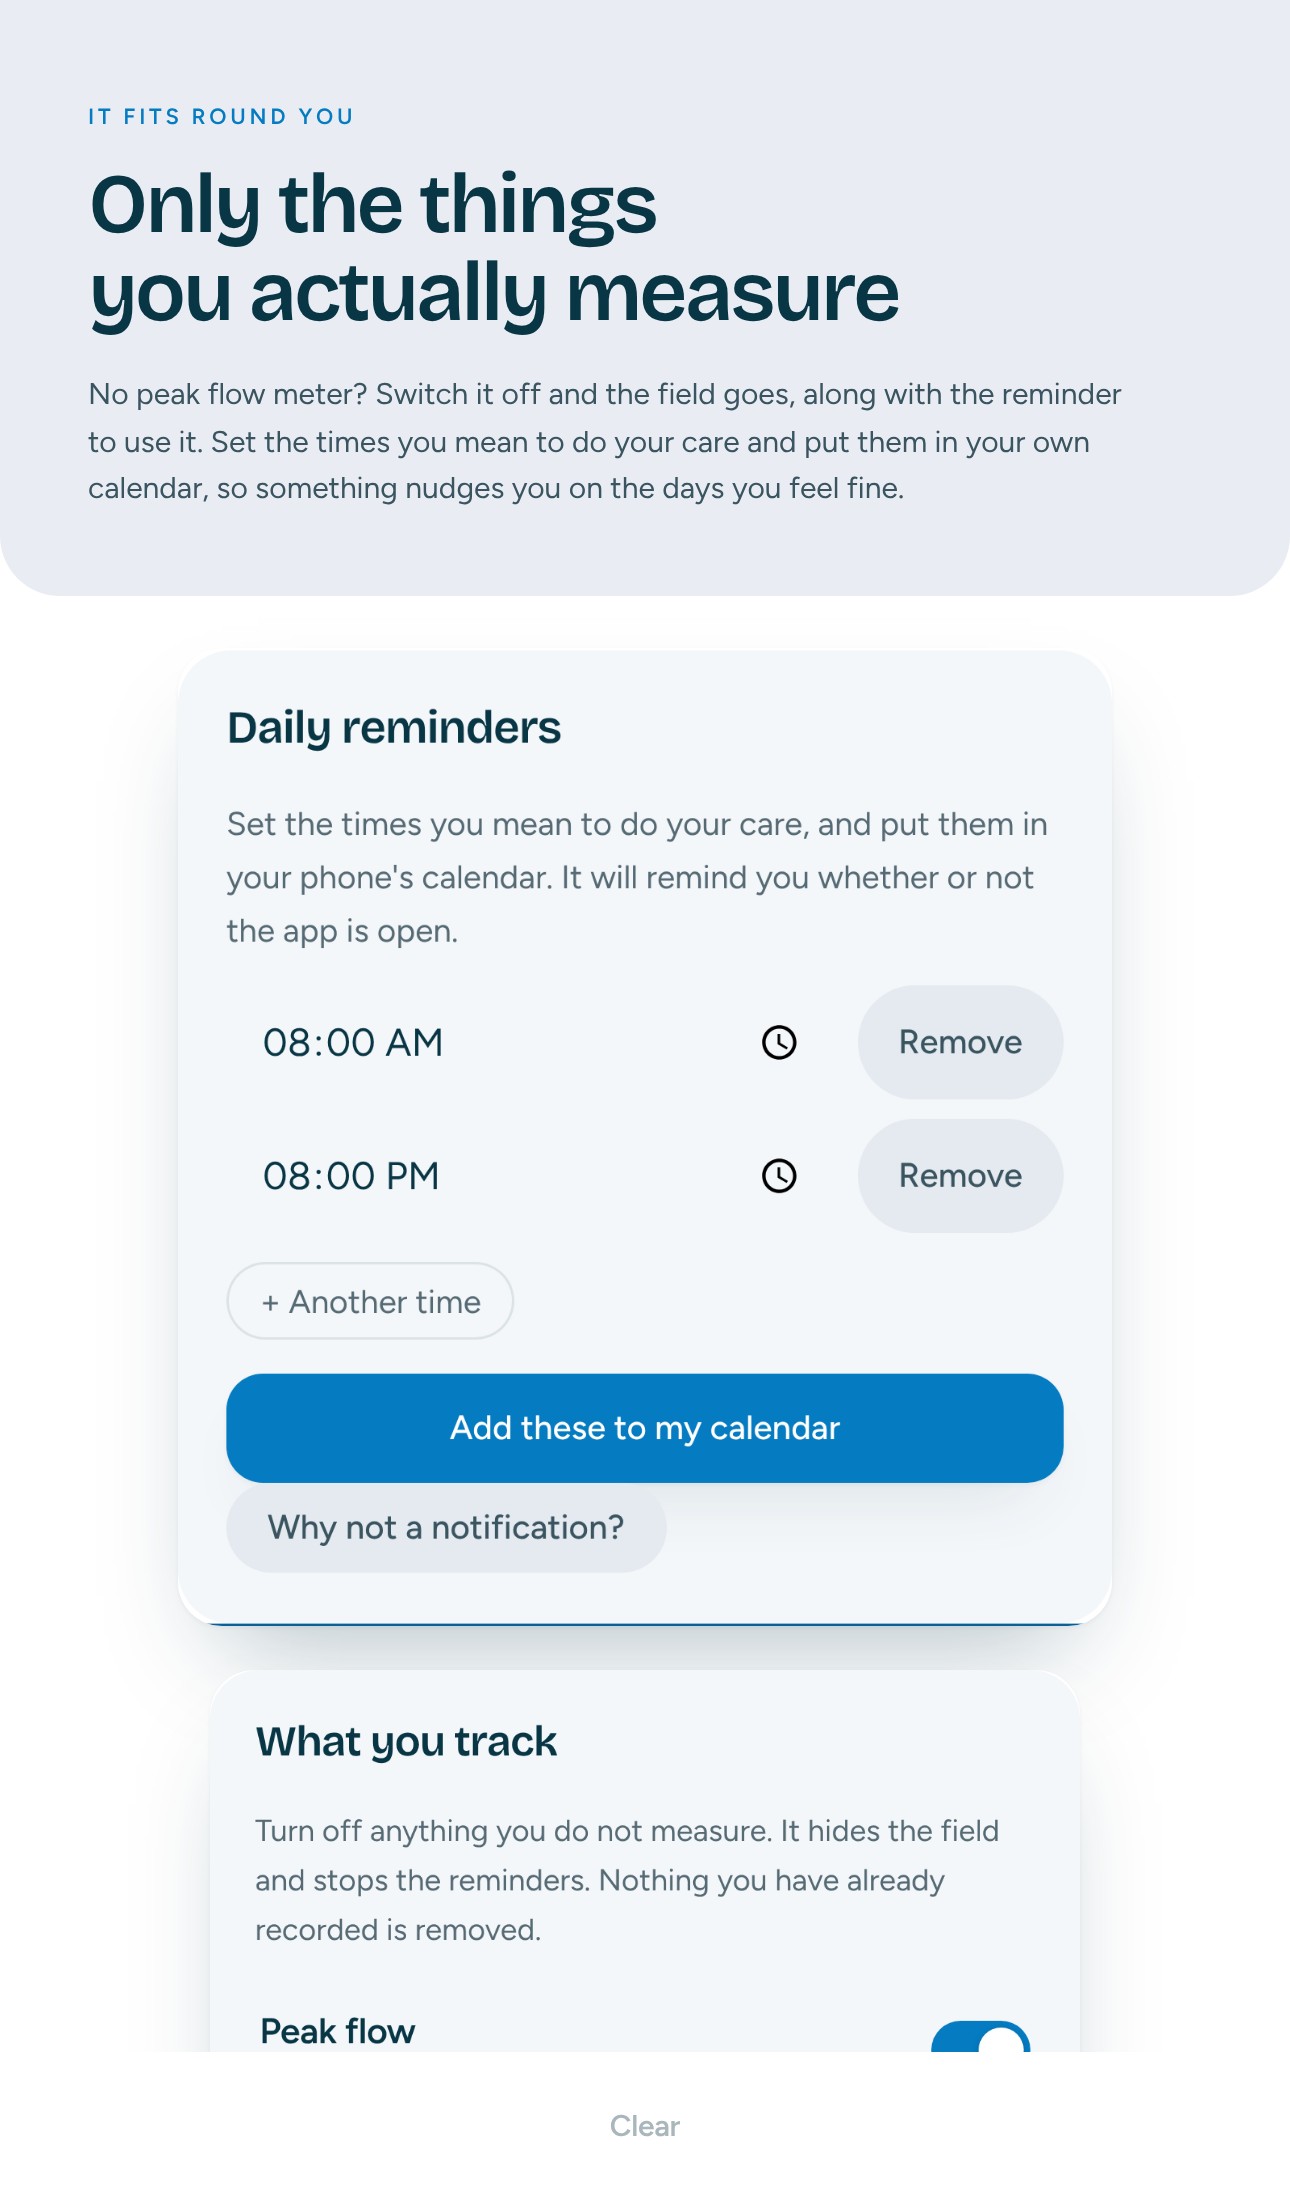 IT FITS ROUND YOU
Only the things
you actually measure
No peak flow meter? Switch it off and the field goes, along with the reminder
to use it. Set the times you mean to do your care and put them in your own
calendar, so something nudges you on the days you feel fine.
Daily reminders
Set the times you mean to do your care, and put them in
your phone's calendar. It will remind you whether or not
the app is open.
08:00 AM Remove
08:00 PM Remove
+ Another time
Add these to my calendar
Why not a notification?
What you track
Turn off anything you do not measure. It hides the field
and stops the reminders. Nothing you have already
recorded is removed.
Peak flow
Clear